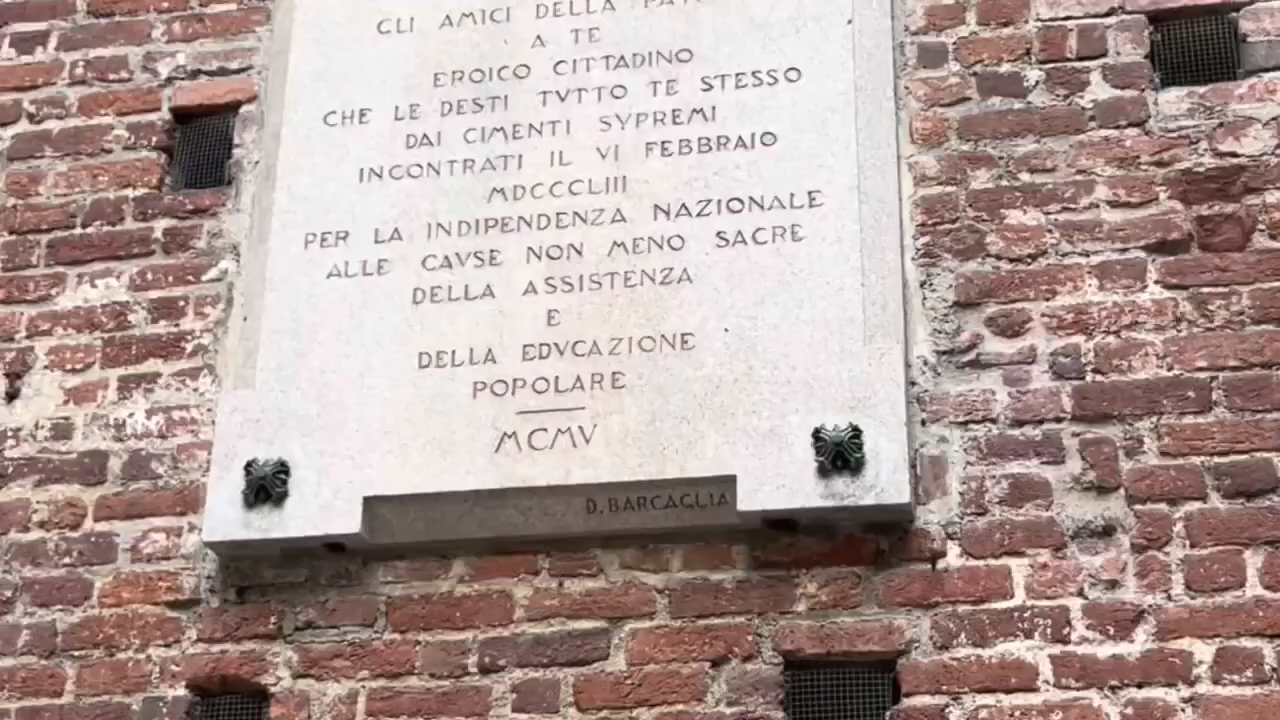 GLI AMICI DELLA
A TE
EROICO CITTADINO
CHE LE DESTI TVTTO TE STESSO
DAI CIMENTI SVPREMI
INCONTRATI IL VI FEBBRAIO
MDCCCLIII
PER LA INDIPENDENZA NAZIONALE
ALLE CAVSE NON MENO SACRE
DELLA ASSISTENZA
E
DELLA EDVCAZIONE
POPOLARE
MCMV
D. BARCAGLIA